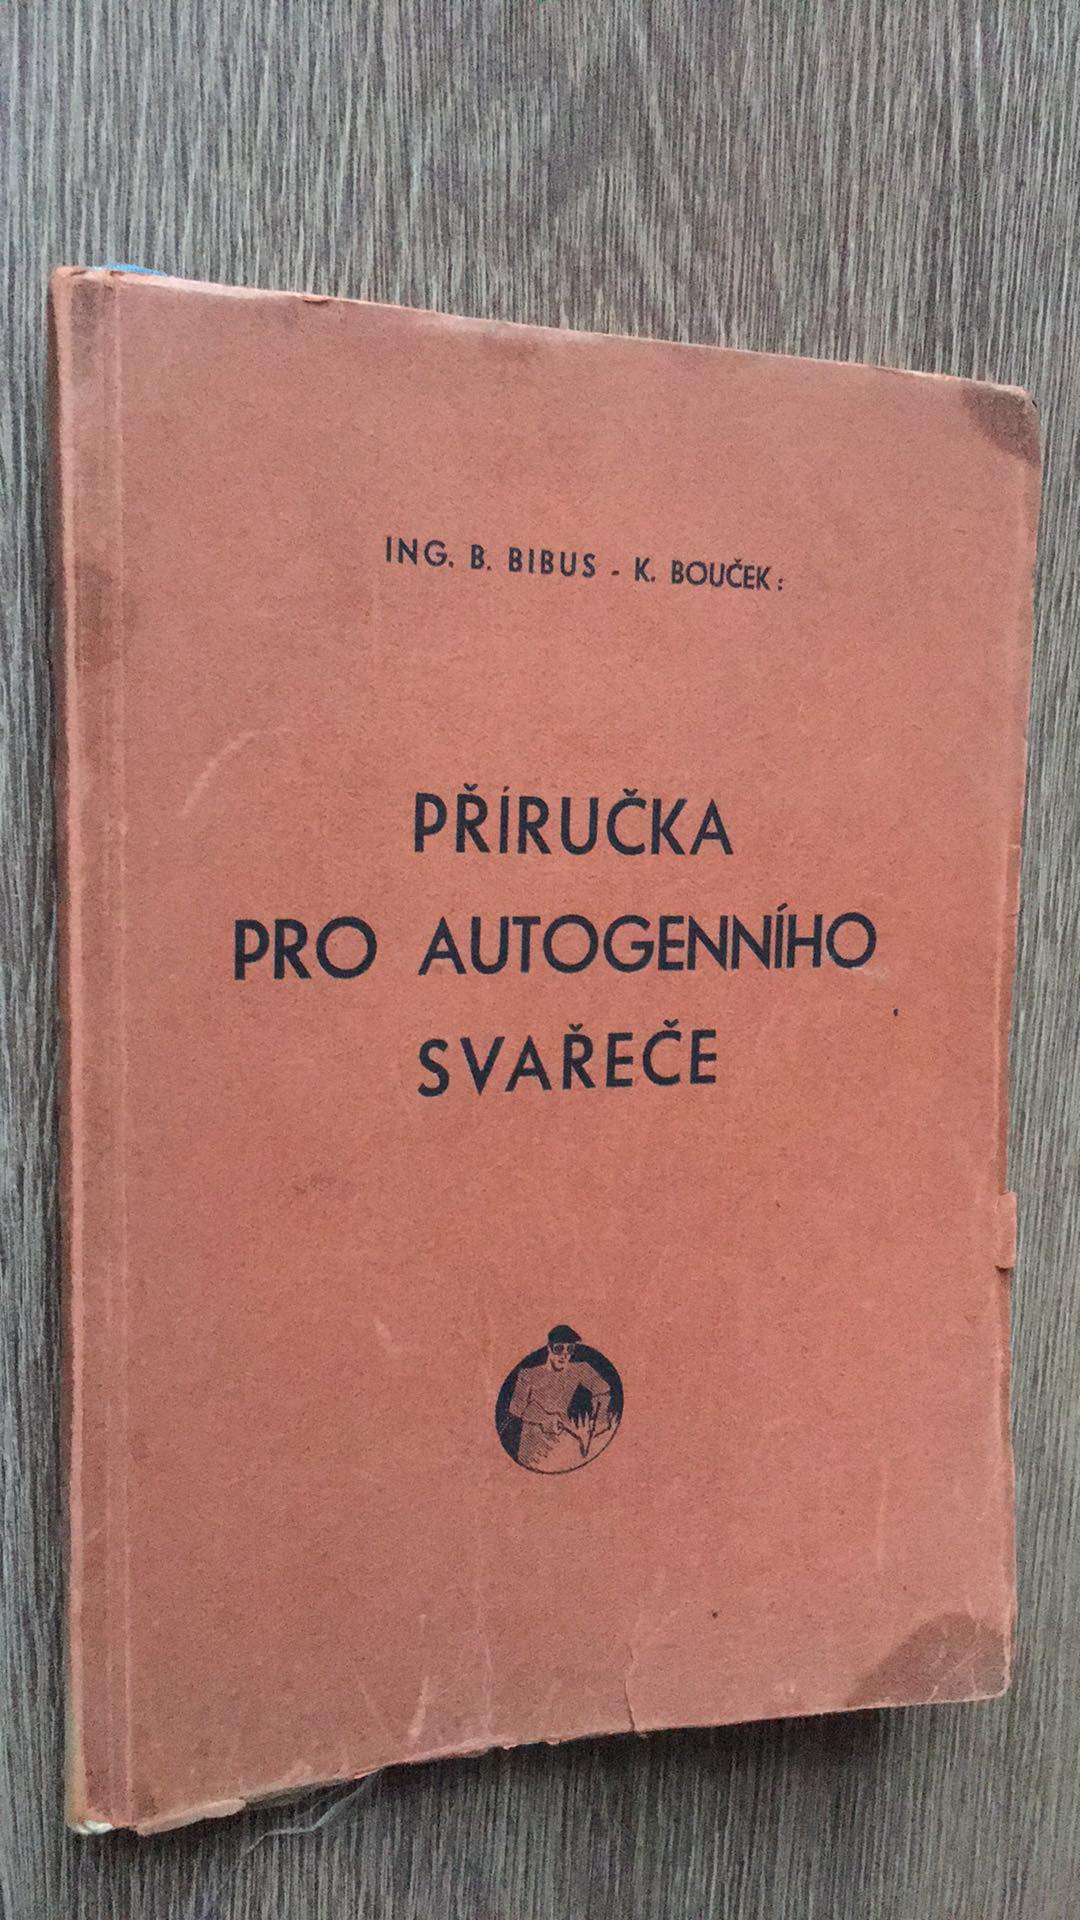 ING. B. BIBUS - K. BOUČEK:
PŘÍRUČKA
PRO AUTOGENNÍHO
SVAŘEČE